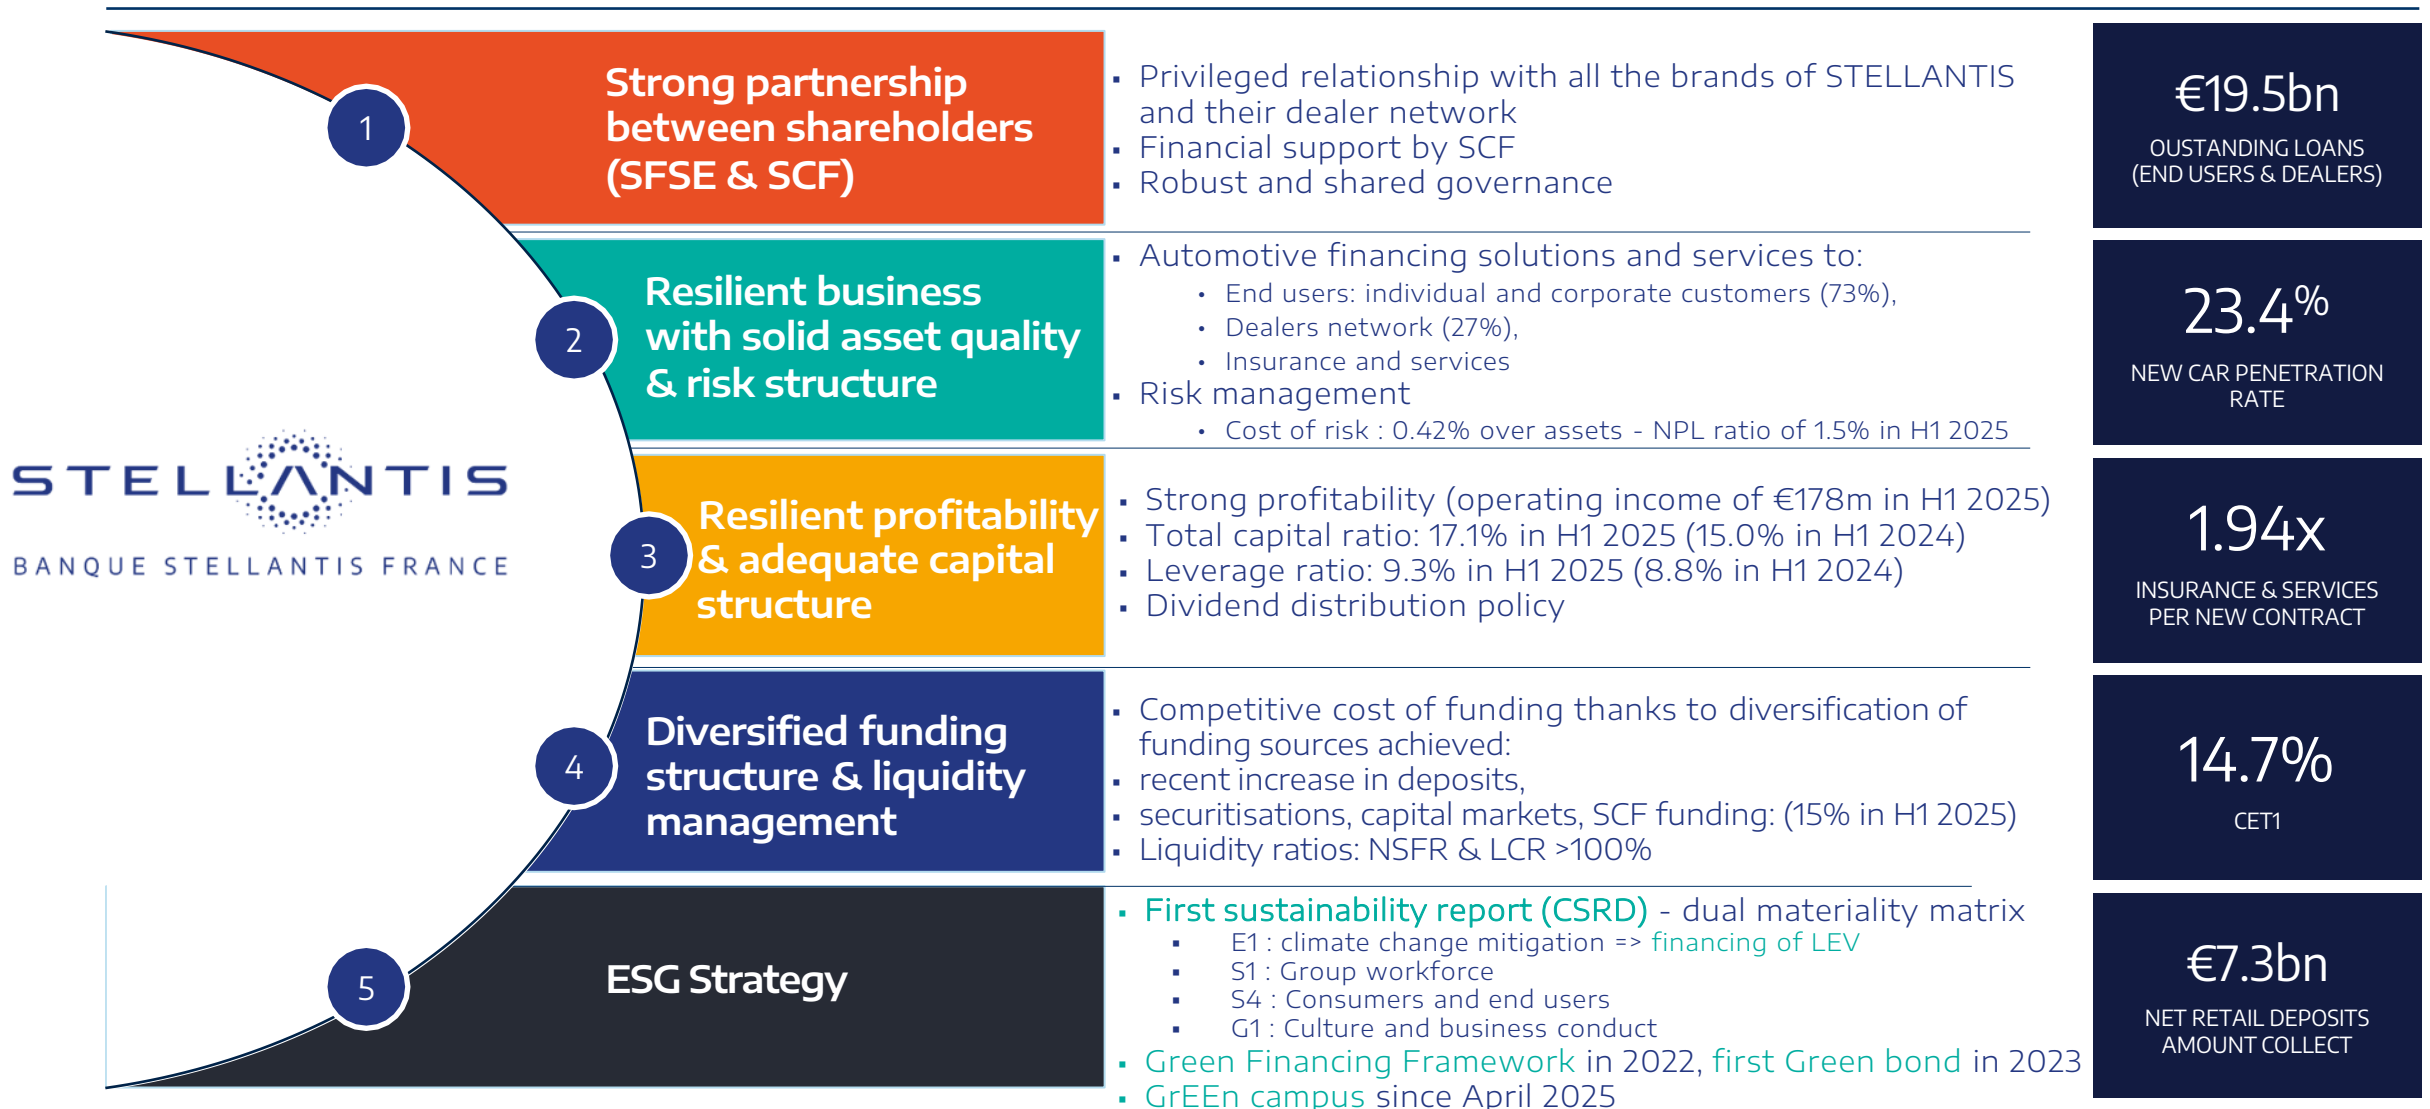 STELLANTIS
BANQUE STELLANTIS FRANCE
1
Strong partnership
between shareholders
(SFSE & SCF)
▪ Privileged relationship with all the brands of STELLANTIS
and their dealer network
▪ Financial support by SCF
▪ Robust and shared governance
2
Resilient business
with solid asset quality
& risk structure
▪ Automotive financing solutions and services to:
• End users: individual and corporate customers (73%),
• Dealers network (27%),
• Insurance and services
▪ Risk management
• Cost of risk : 0.42% over assets - NPL ratio of 1.5% in H1 2025
3
Resilient profitability
& adequate capital
structure
▪ Strong profitability (operating income of €178m in H1 2025)
▪ Total capital ratio: 17.1% in H1 2025 (15.0% in H1 2024)
▪ Leverage ratio: 9.3% in H1 2025 (8.8% in H1 2024)
▪ Dividend distribution policy
4
Diversified funding
structure & liquidity
management
▪ Competitive cost of funding thanks to diversification of
funding sources achieved:
▪ recent increase in deposits,
▪ securitisations, capital markets, SCF funding: (15% in H1 2025)
▪ Liquidity ratios: NSFR & LCR >100%
5
ESG Strategy
▪ First sustainability report (CSRD) - dual materiality matrix
▪ E1 : climate change mitigation => financing of LEV
▪ S1 : Group workforce
▪ S4 : Consumers and end users
▪ G1 : Culture and business conduct
▪ Green Financing Framework in 2022, first Green bond in 2023
▪ GrEEn campus since April 2025
€19.5bn
OUSTANDING LOANS
(END USERS & DEALERS)
23.4%
NEW CAR PENETRATION
RATE
1.94x
INSURANCE & SERVICES
PER NEW CONTRACT
14.7%
CET1
€7.3bn
NET RETAIL DEPOSITS
AMOUNT COLLECT